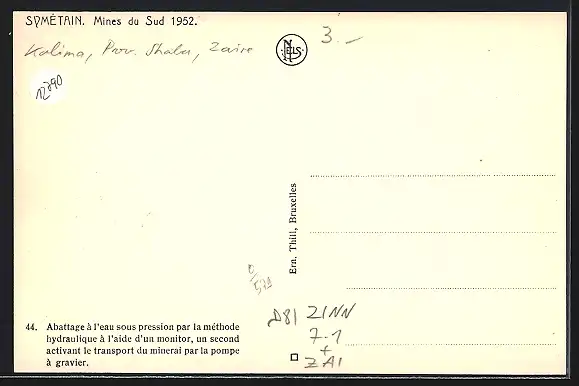 SYMÉTAIN. Mines du Sud 1952.
Kalima, Prov. Shaba, Zaire
3.–
NELS
12890
Ern. Thill, Bruxelles
D81 ZINN
7-1
+
ZAI
44. Abattage à l'eau sous pression par la méthode
hydraulique à l'aide d'un monitor, un second
activant le transport du minerai par la pompe
à gravier.